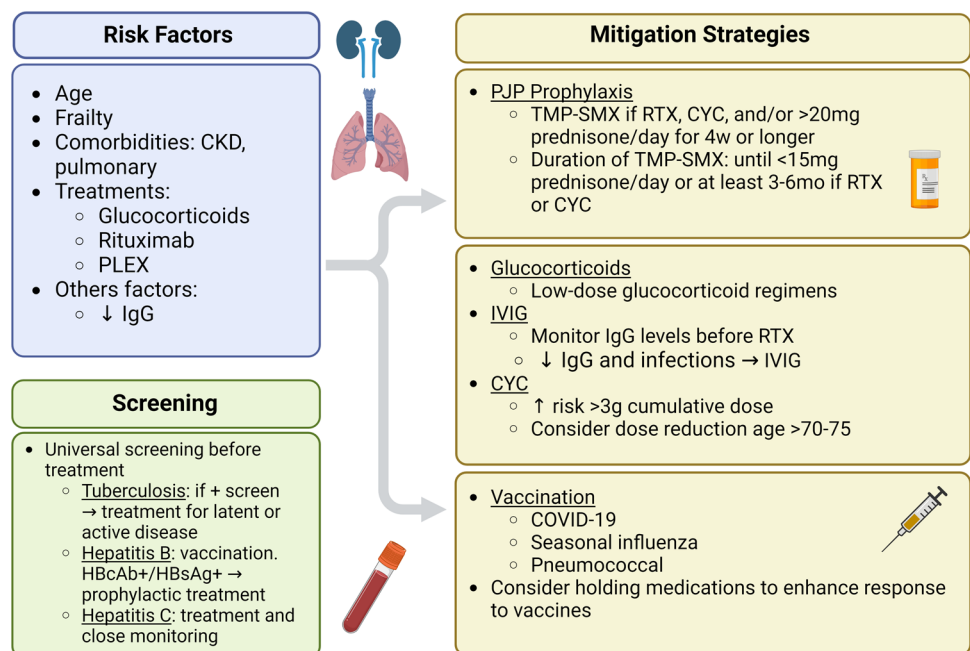 Risk Factors
• Age
• Frailty
• Comorbidities: CKD,
pulmonary
• Treatments:
○ Glucocorticoids
○ Rituximab
○ PLEX
• Others factors:
○ ↓ IgG
Screening
• Universal screening before
treatment
○ Tuberculosis: if + screen
→ treatment for latent or
active disease
○ Hepatitis B: vaccination.
HBcAb+/HBsAg+ →
prophylactic treatment
○ Hepatitis C: treatment and
close monitoring
Mitigation Strategies
• PJP Prophylaxis
○ TMP-SMX if RTX, CYC, and/or >20mg
prednisone/day for 4w or longer
○ Duration of TMP-SMX: until <15mg
prednisone/day or at least 3-6mo if RTX
or CYC
• Glucocorticoids
○ Low-dose glucocorticoid regimens
• IVIG
○ Monitor IgG levels before RTX
○ ↓ IgG and infections → IVIG
• CYC
○ ↑ risk >3g cumulative dose
○ Consider dose reduction age >70-75
• Vaccination
○ COVID-19
○ Seasonal influenza
○ Pneumococcal
• Consider holding medications to enhance response
to vaccines